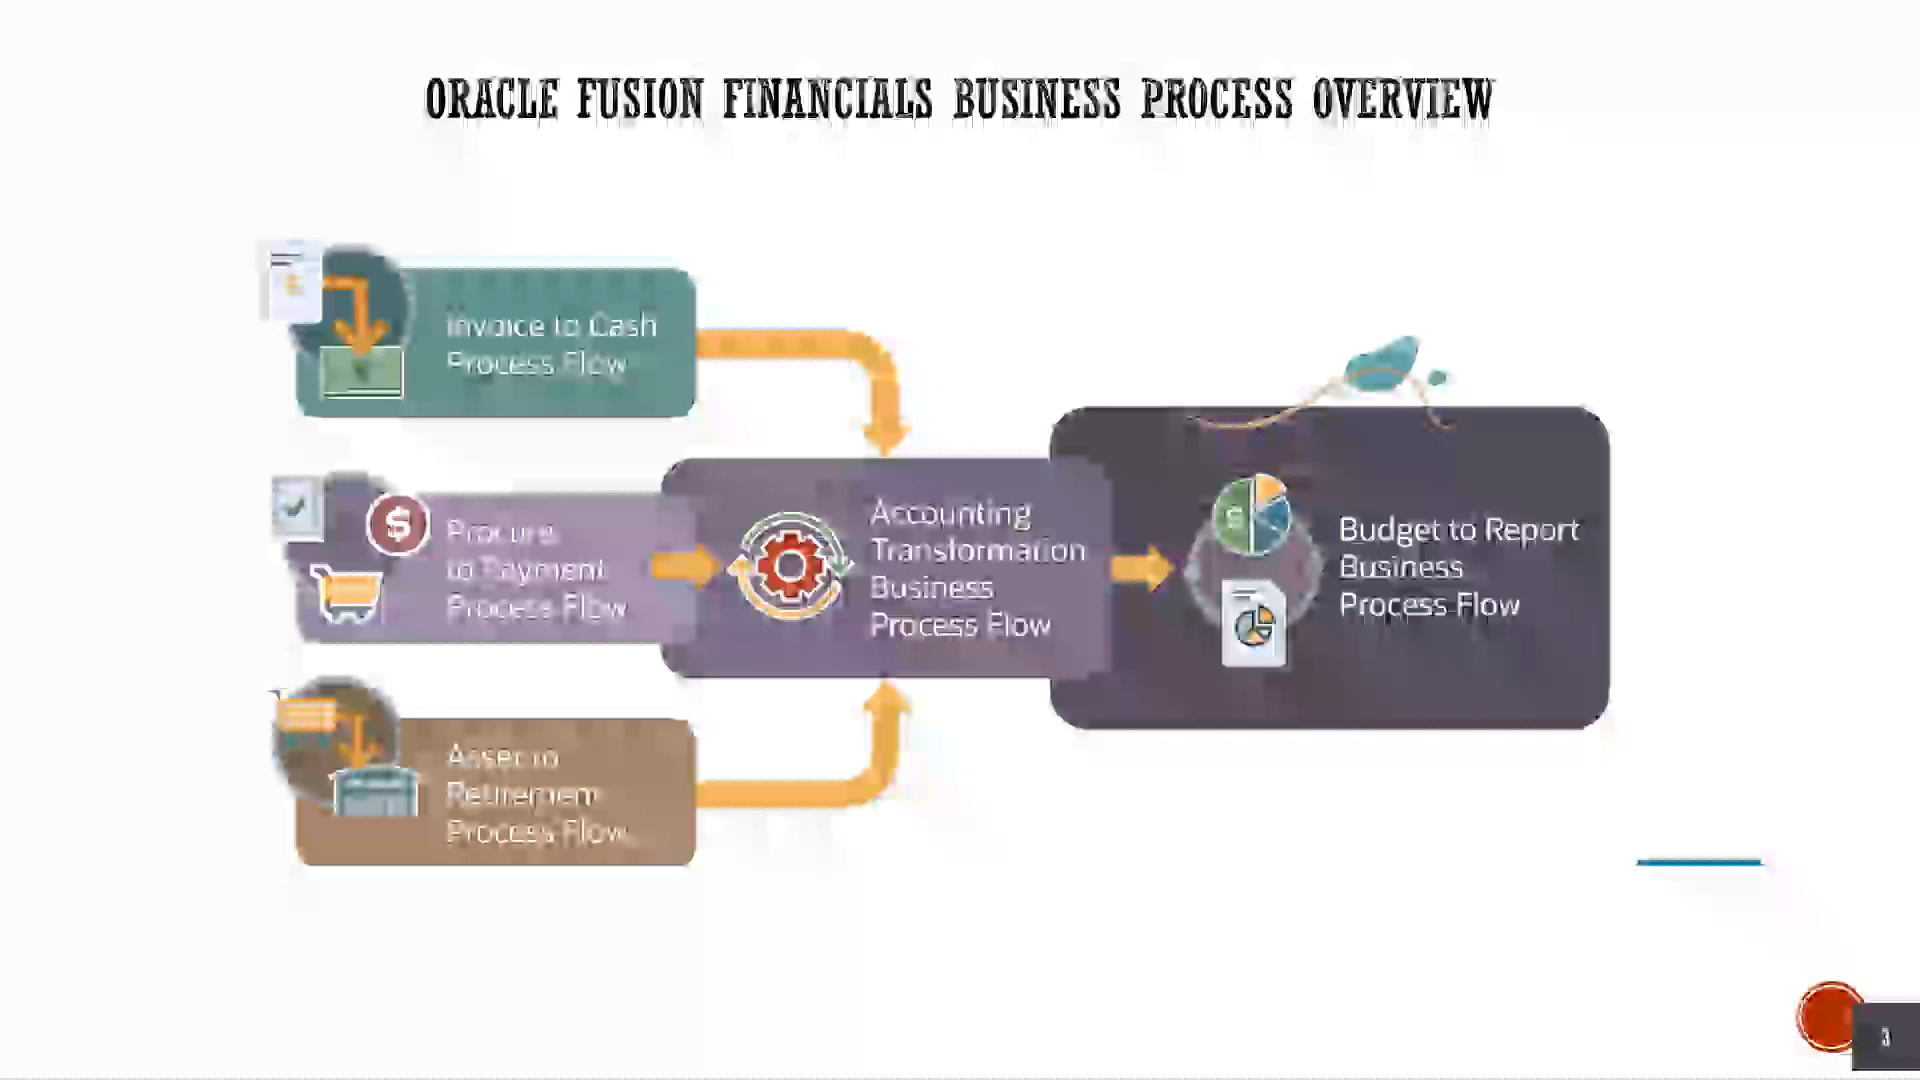 ORACLE FUSION FINANCIALS BUSINESS PROCESS OVERVIEW
Invoice to Cash
Process Flow
Procure
to Payment
Process Flow
Asset to
Retirement
Process Flow
Accounting
Transformation
Business
Process Flow
Budget to Report
Business
Process Flow
$
$
3